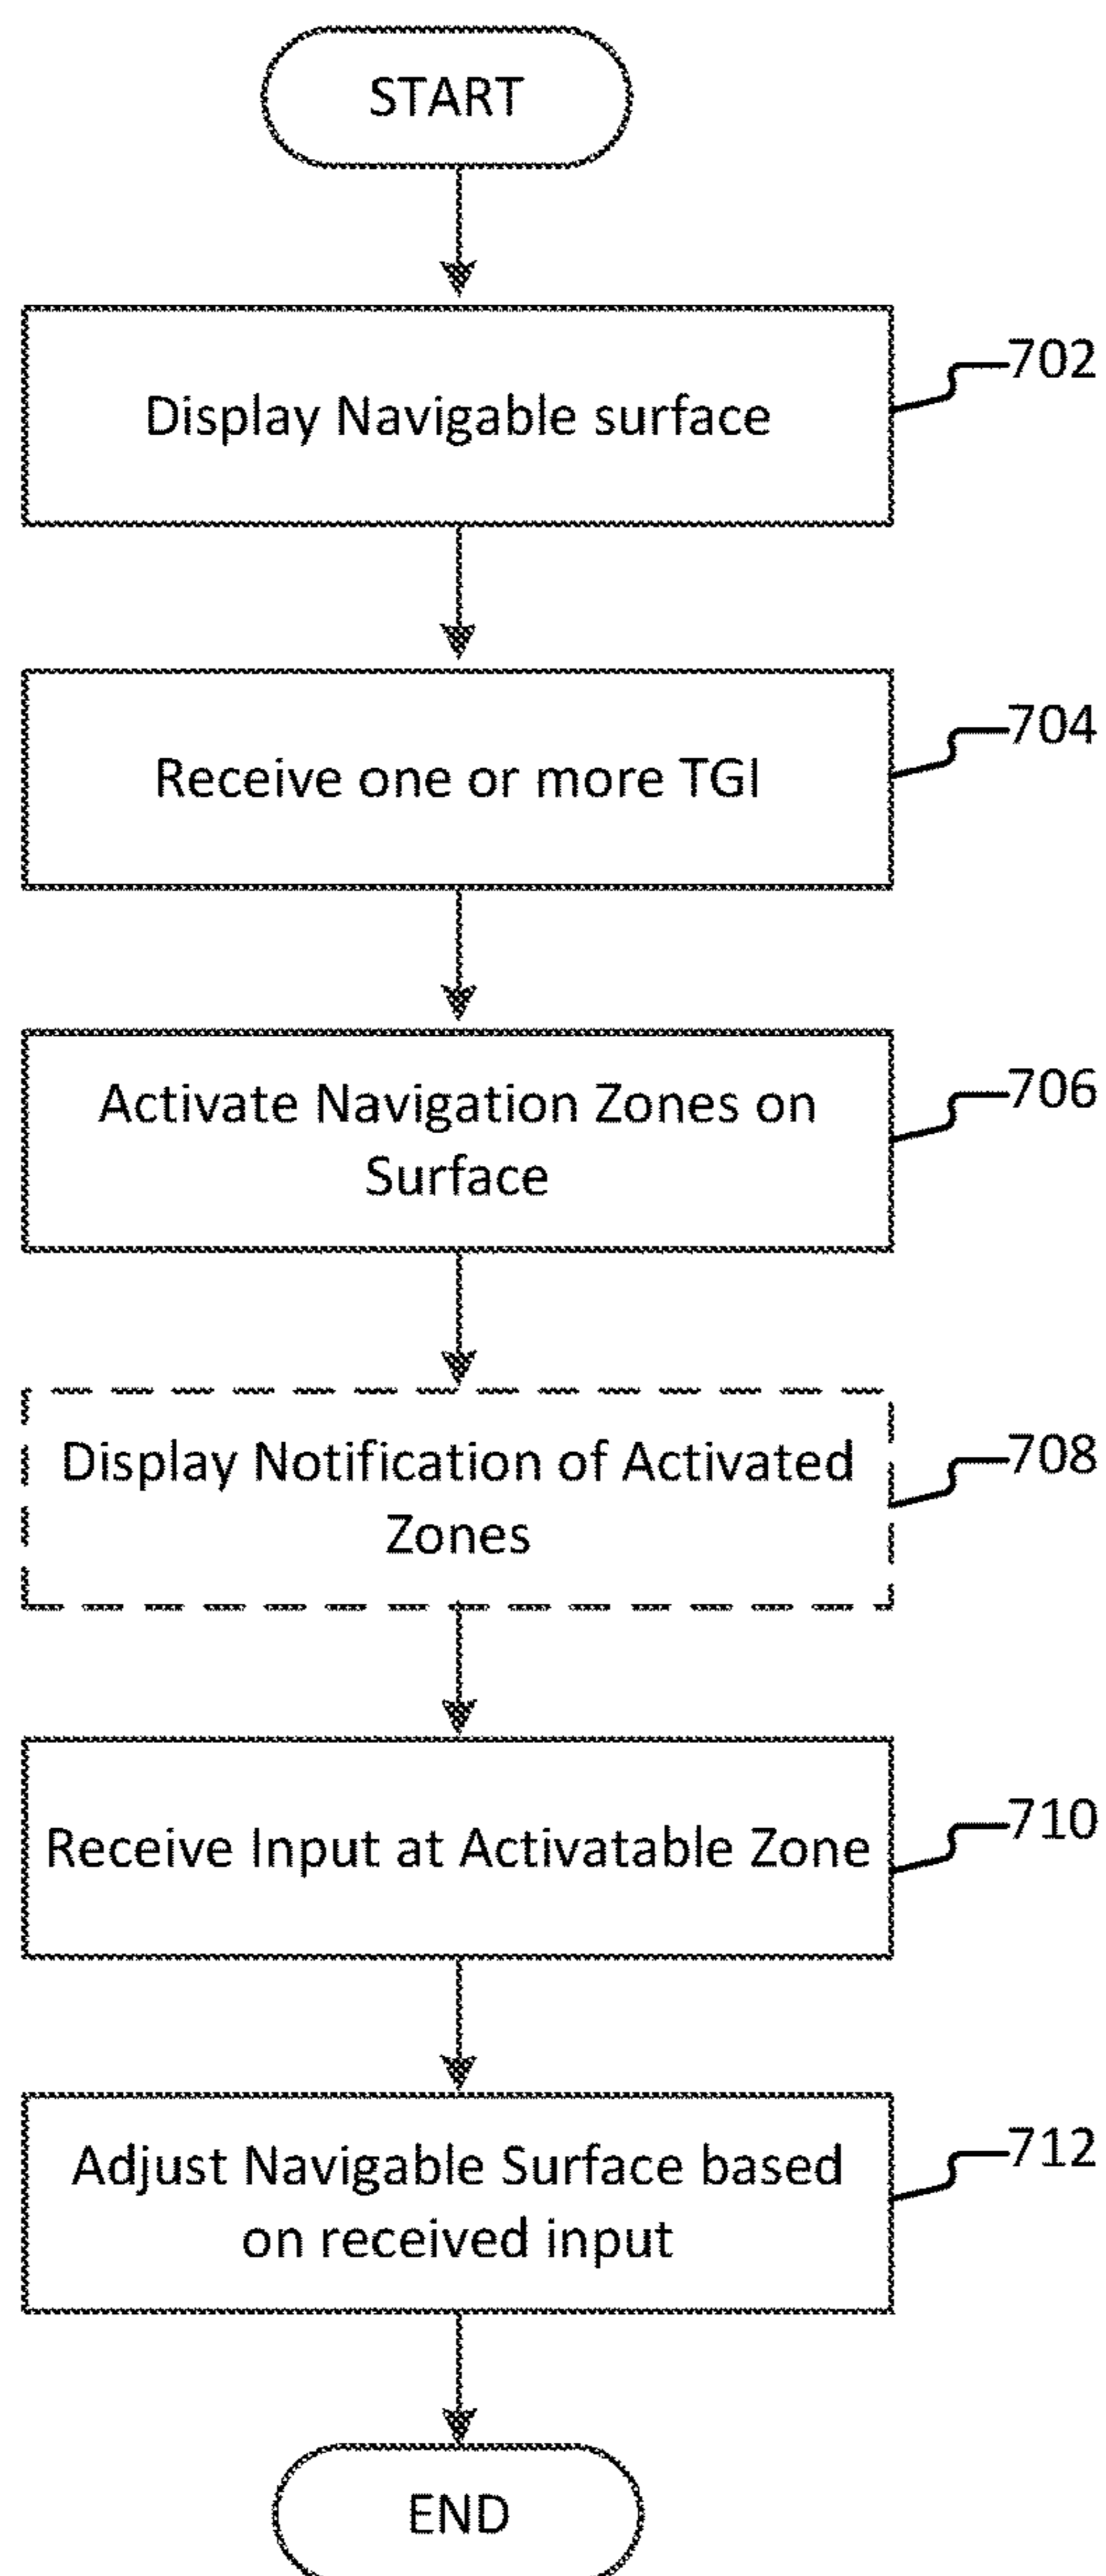 START
Display Navigable surface
702
Receive one or more TGI
704
Activate Navigation Zones on
Surface
706
Display Notification of Activated
Zones
708
Receive Input at Activatable Zone
710
Adjust Navigable Surface based
on received input
712
END